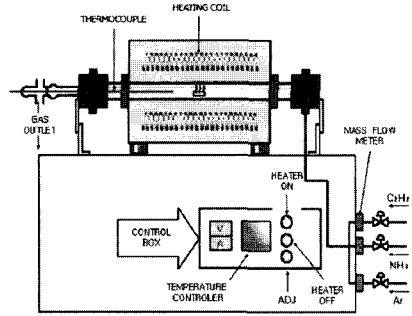 HEATING COIL
THERMOCOUPLE
GAS
OUTLET
MASS FLOW
METER
HEATER
ON
C2H2
CONTROL
BOX
NH3
TEMPERATURE
CONTROLER
ADJ
HEATER
OFF
Ar